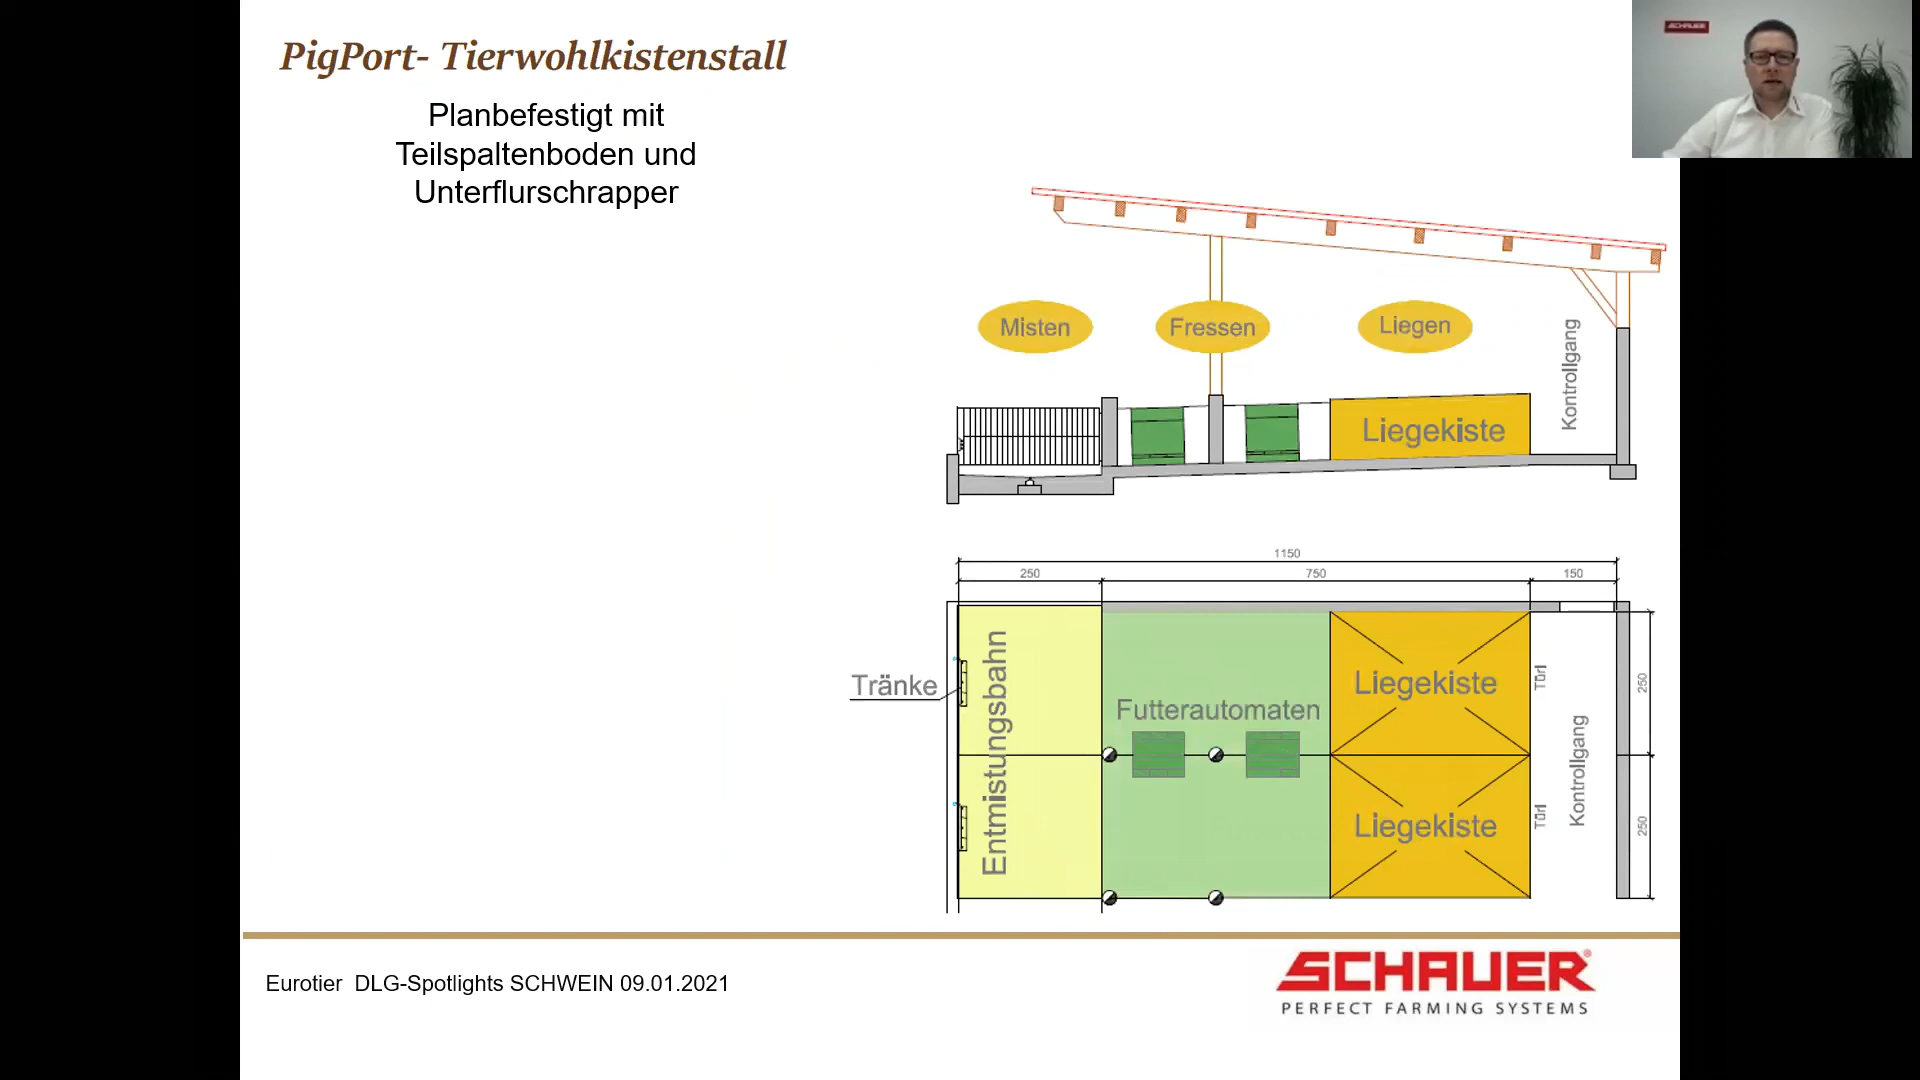 PigPort- Tierwohlkistenstall
Planbefestigt mit
Teilspaltenboden und
Unterflurschrapper
SCHAUER
Misten
Fressen
Liegen
Kontrollgang
Liegekiste
1150
250
750
150
Tränke
Entmistungsbahn
Futterautomaten
Liegekiste
Liegekiste
Türl
Türl
Kontrollgang
250
250
Eurotier DLG-Spotlights SCHWEIN 09.01.2021
SCHAUER®
PERFECT FARMING SYSTEMS